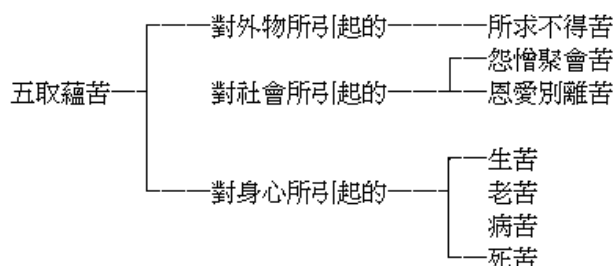 對外物所引起的 所求不得苦
怨憎聚會苦
五取蘊苦 對社會所引起的 恩愛別離苦
生苦
對身心所引起的 老苦
病苦
死苦